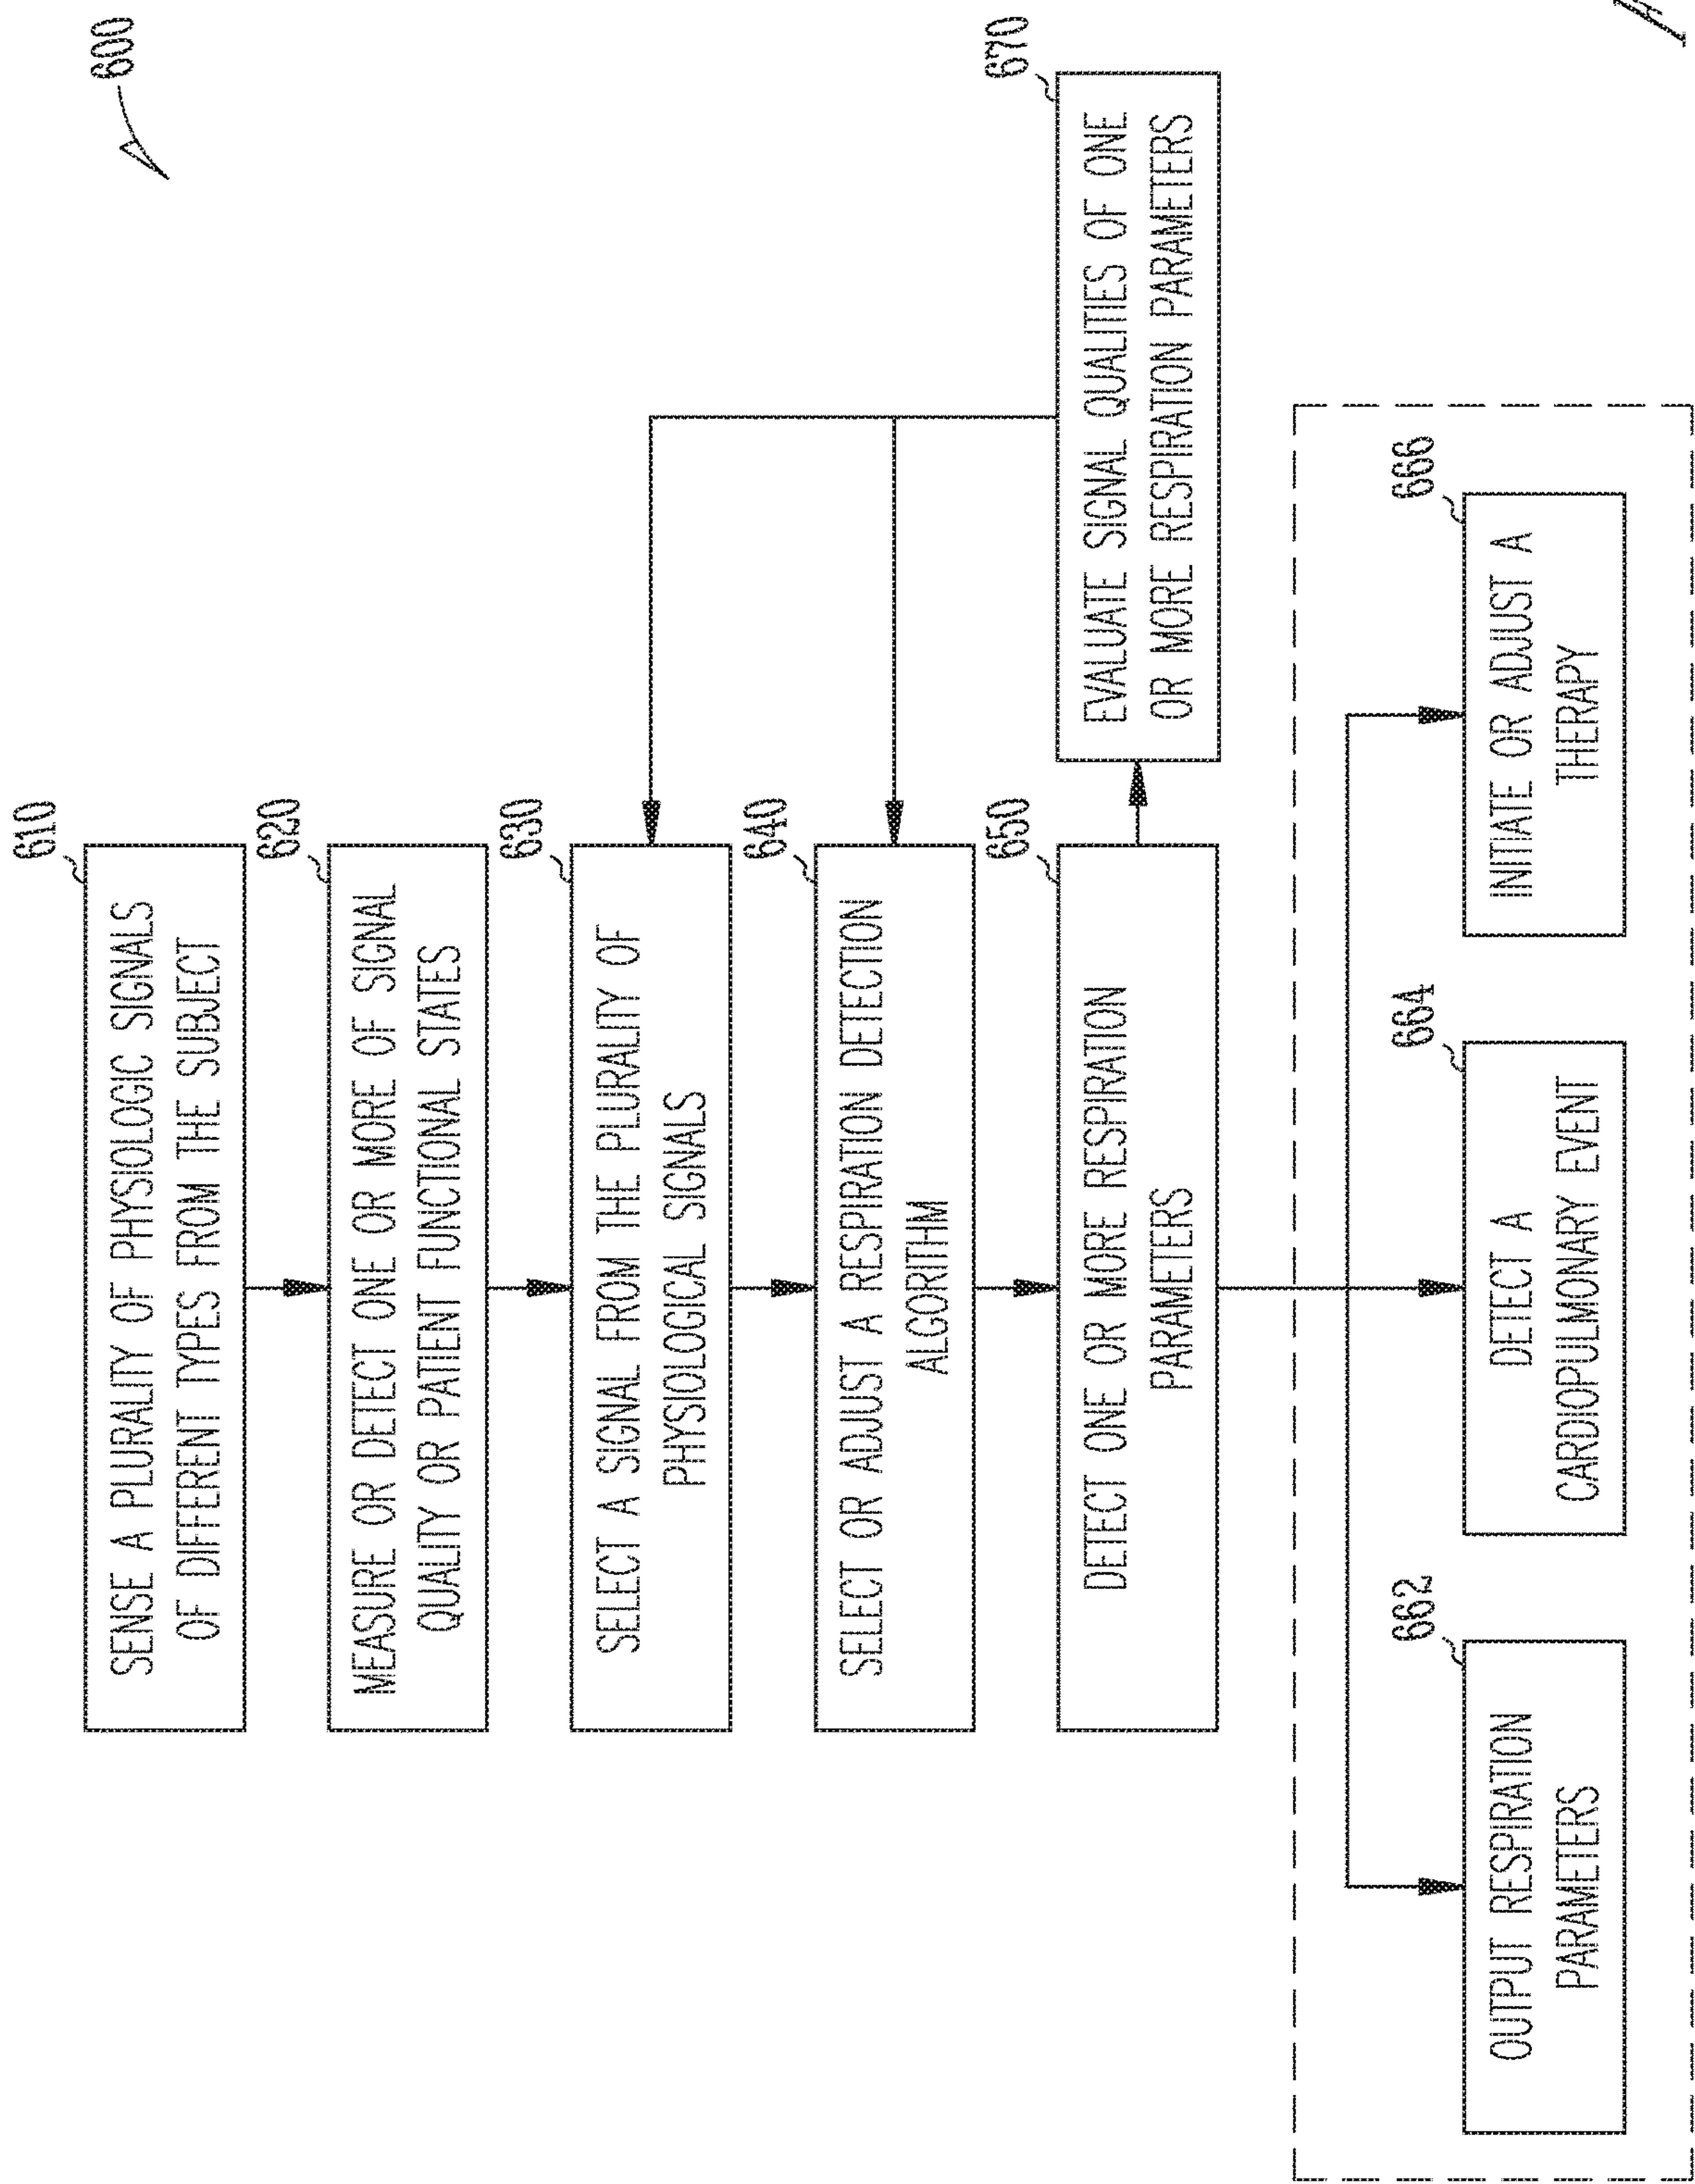 600
610
SENSE A PLURALITY OF PHYSIOLOGIC SIGNALS
OF DIFFERENT TYPES FROM THE SUBJECT
620
MEASURE OR DETECT ONE OR MORE OF SIGNAL
QUALITY OR PATIENT FUNCTIONAL STATES
630
SELECT A SIGNAL FROM THE PLURALITY OF
PHYSIOLOGICAL SIGNALS
640
SELECT OR ADJUST A RESPIRATION DETECTION
ALGORITHM
650
DETECT ONE OR MORE RESPIRATION
PARAMETERS
670
EVALUATE SIGNAL QUALITIES OF ONE
OR MORE RESPIRATION PARAMETERS
662
OUTPUT RESPIRATION
PARAMETERS
664
DETECT A
CARDIOPULMONARY EVENT
666
INITIATE OR ADJUST A
THERAPY